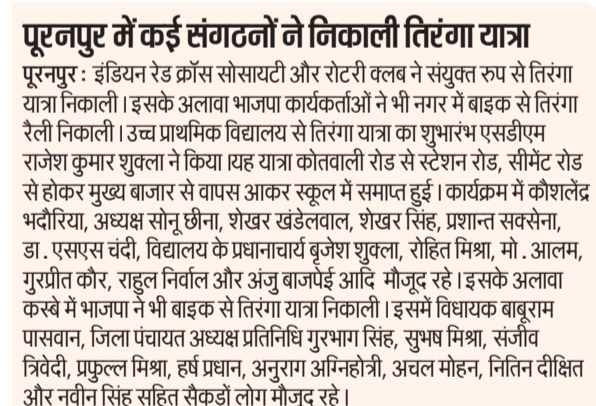 पूरनपुर में कई संगठनों ने निकाली तिरंगा यात्रा
पूरनपुर : इंडियन रेड क्रॉस सोसायटी और रोटरी क्लब ने संयुक्त रुप से तिरंगा
यात्रा निकाली । इसके अलावा भाजपा कार्यकर्ताओं ने भी नगर में बाइक से तिरंगा
रैली निकाली । उच्च प्राथमिक विद्यालय से तिरंगा यात्रा का शुभारंभ एसडीएम
राजेश कुमार शुक्ला ने किया ।यह यात्रा कोतवाली रोड से स्टेशन रोड, सीमेंट रोड
से होकर मुख्य बाजार से वापस आकर स्कूल में समाप्त हुई । कार्यक्रम में कौशलेंद्र
भदौरिया, अध्यक्ष सोनू छीना, शेखर खंडेलवाल, शेखर सिंह, प्रशान्त सक्सेना,
डा . एसएस चंदी, विद्यालय के प्रधानाचार्य बृजेश शुक्ला, रोहित मिश्रा, मो . आलम,
गुरप्रीत कौर, राहुल निर्वाल और अंजु बाजपेई आदि मौजूद रहे । इसके अलावा
कस्बे में भाजपा ने भी बाइक से तिरंगा यात्रा निकाली । इसमें विधायक बाबूराम
पासवान, जिला पंचायत अध्यक्ष प्रतिनिधि गुरभाग सिंह, सुभष मिश्रा, संजीव
त्रिवेदी, प्रफुल्ल मिश्रा, हर्ष प्रधान, अनुराग अग्निहोत्री, अचल मोहन, नितिन दीक्षित
और नवीन सिंह सहित सैकडों लोग मौजूद रहे ।